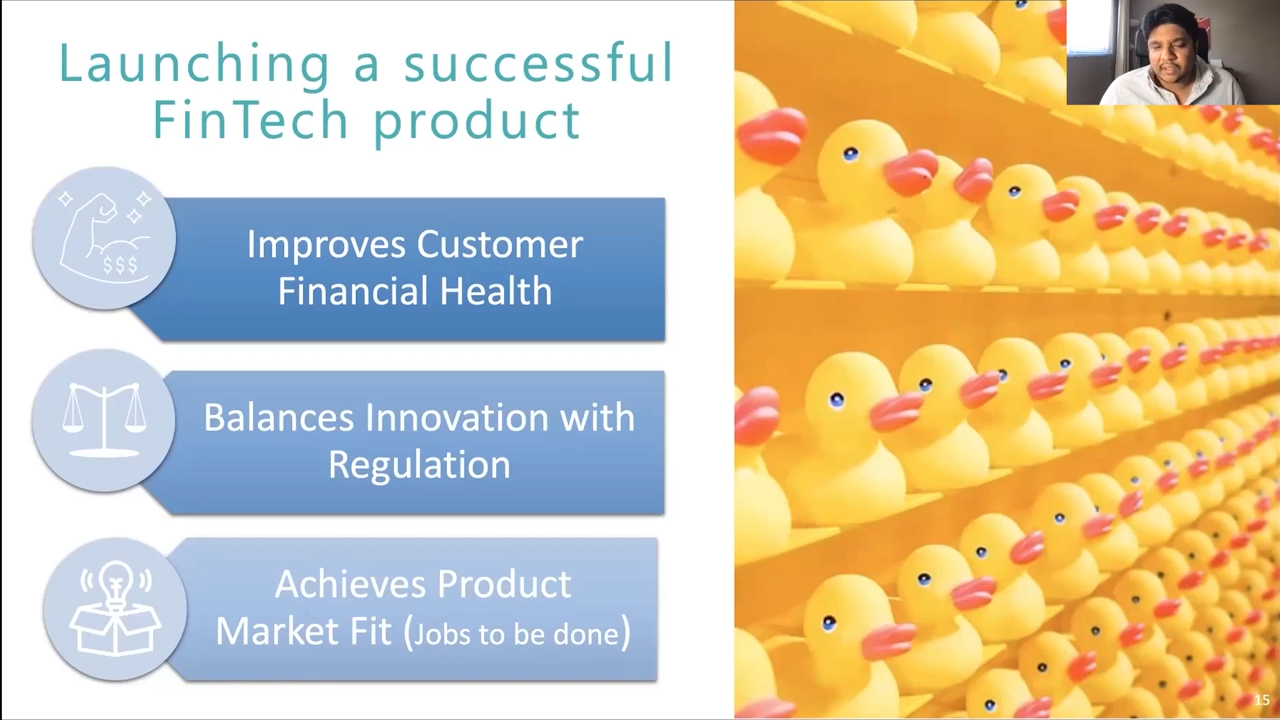 Launching a successful
FinTech product
$$$
Improves Customer
Financial Health
Balances Innovation with
Regulation
Achieves Product
Market Fit (Jobs to be done)
15